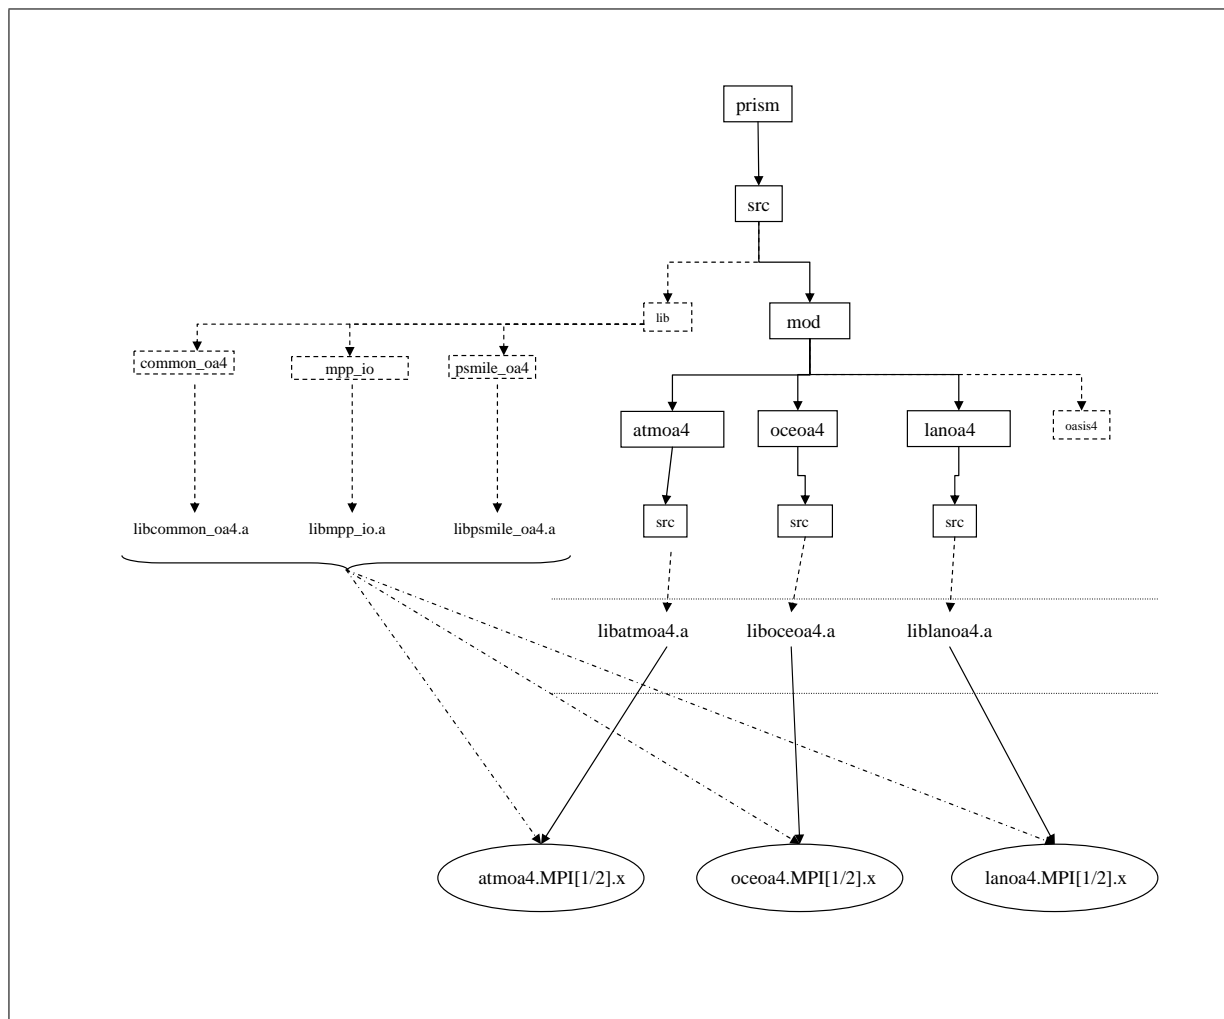 prism
src
lib
mod
common_oa4
mpp_io
psmile_oa4
atmoa4
oceoa4
lanoa4
oasis4
src
src
src
libcommon_oa4.a
libmpp_io.a
libpsmile_oa4.a
libatmoa4.a
liboceoa4.a
liblanoa4.a
atmoa4.MPI[1/2].x
oceoa4.MPI[1/2].x
lanoa4.MPI[1/2].x